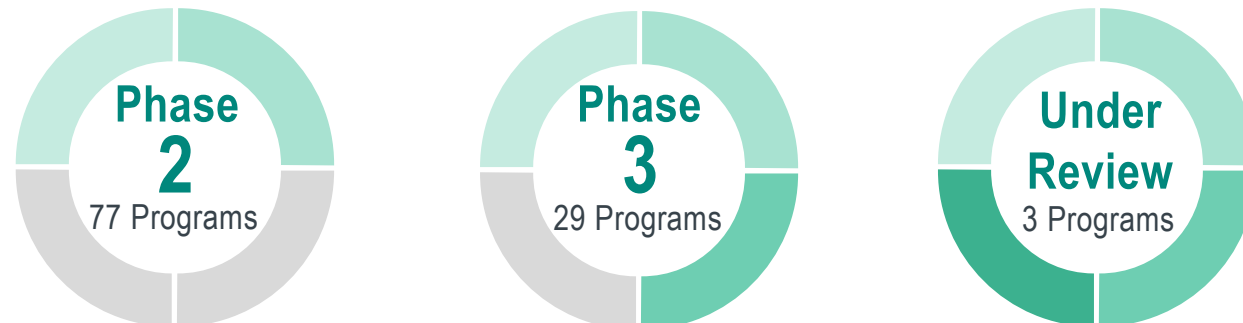 Phase
2
77 Programs
Phase
3
29 Programs
Under
Review
3 Programs